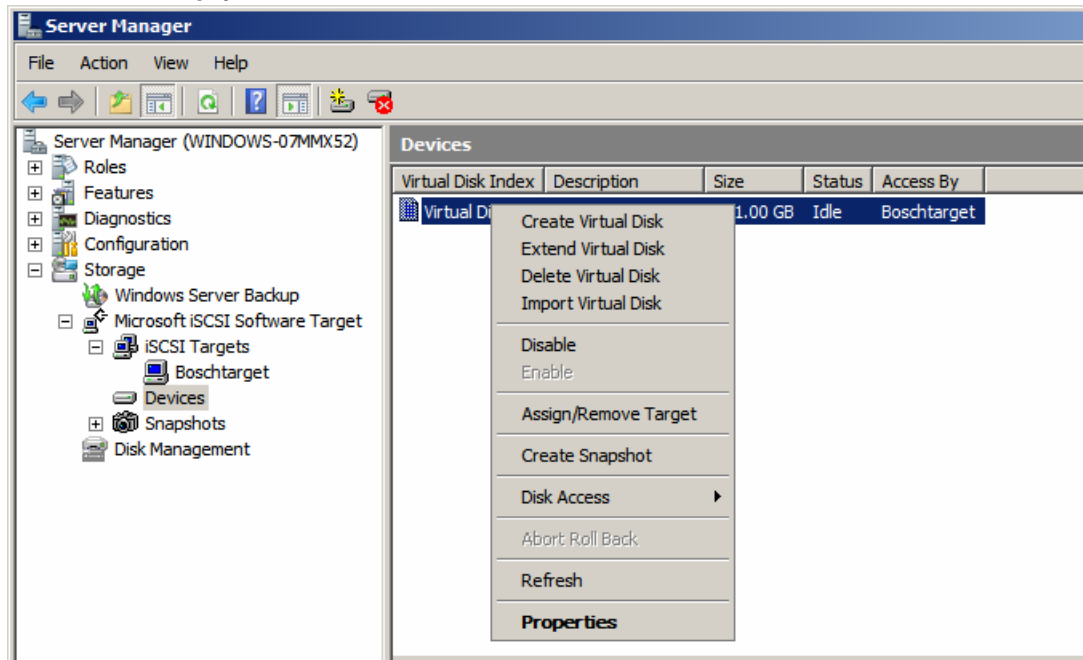 Server Manager
File Action View Help
Server Manager (WINDOWS-07MMX52)
Roles
Features
Diagnostics
Configuration
Storage
Windows Server Backup
Microsoft iSCSI Software Target
iSCSI Targets
Boschtarget
Devices
Snapshots
Disk Management
Devices
Virtual Disk Index Description Size Status Access By
Virtual Di 1.00 GB Idle Boschtarget
Create Virtual Disk
Extend Virtual Disk
Delete Virtual Disk
Import Virtual Disk
Disable
Enable
Assign/Remove Target
Create Snapshot
Disk Access
Abort Roll Back
Refresh
Properties